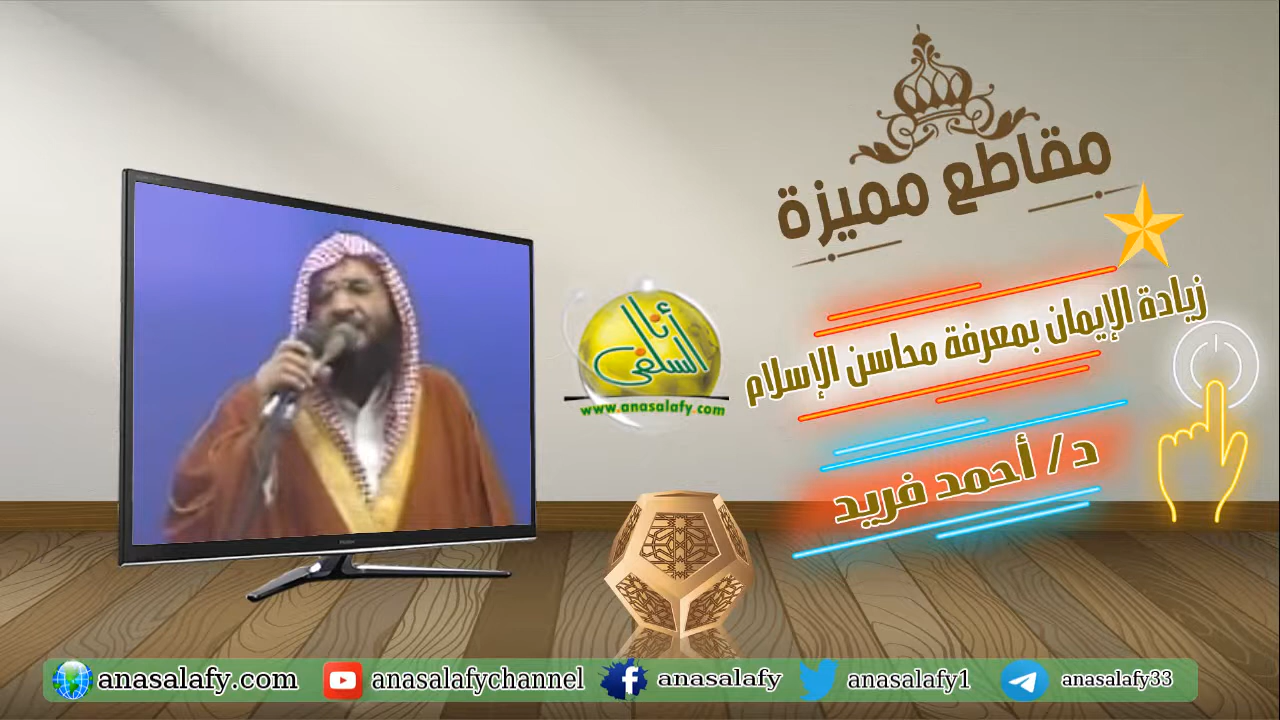 مقاطع مميزة
زيادة الإيمان بمعرفة محاسن الإسلام
د/ أحمد فريد
أنا السلفي
www.anasalafy.com
anasalafy.com
anasalafychannel
anasalafy
anasalafy1
anasalafy33